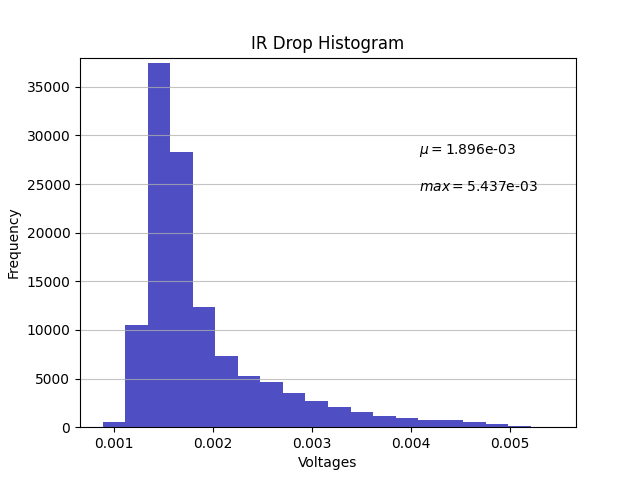 IR Drop Histogram
35000
30000
25000
20000
15000
10000
5000
0
Frequency
μ = 1.896e-03
max = 5.437e-03
0.001 0.002 0.003 0.004 0.005
Voltages